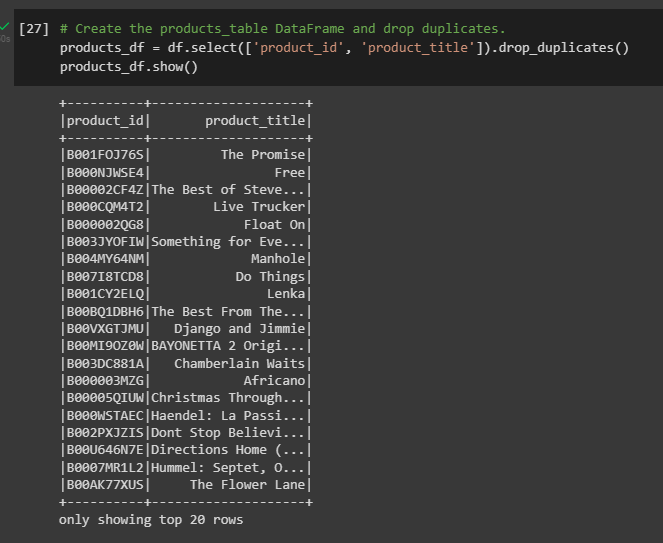 [27] # Create the products_table DataFrame and drop duplicates.
products_df = df.select(['product_id', 'product_title']).drop_duplicates()
products_df.show()
+----------+--------------------+
|product_id|       product_title|
+----------+--------------------+
|B001FOJ76S|         The Promise|
|B000NJWSE4|                Free|
|B00002CF4Z|The Best of Steve...|
|B000CQM4T2|        Live Trucker|
|B000002QG8|            Float On|
|B003JYOFIW|Something for Eve...|
|B004MY64NM|             Manhole|
|B007I8TCD8|           Do Things|
|B001CY2ELQ|               Lenka|
|B00BQ1DBH6|The Best From The...|
|B00VXGTJMU|   Django and Jimmie|
|B00MI9OZ0W|BAYONETTA 2 Origi...|
|B003DC881A|   Chamberlain Waits|
|B000003MZG|            Africano|
|B00005QIUW|Christmas Through...|
|B000WSTAEC|Haendel: La Passi...|
|B002PXJZIS|Dont Stop Believi...|
|B00U646N7E|Directions Home (...|
|B0007MR1L2|Hummel: Septet, O...|
|B00AK77XUS|     The Flower Lane|
+----------+--------------------+
only showing top 20 rows